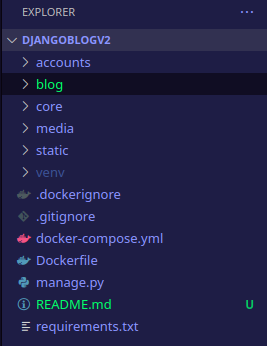 EXPLORER
DJANGOBLOGV2
accounts
blog
core
media
static
venv
.dockerignore
.gitignore
docker-compose.yml
Dockerfile
manage.py
README.md U
requirements.txt